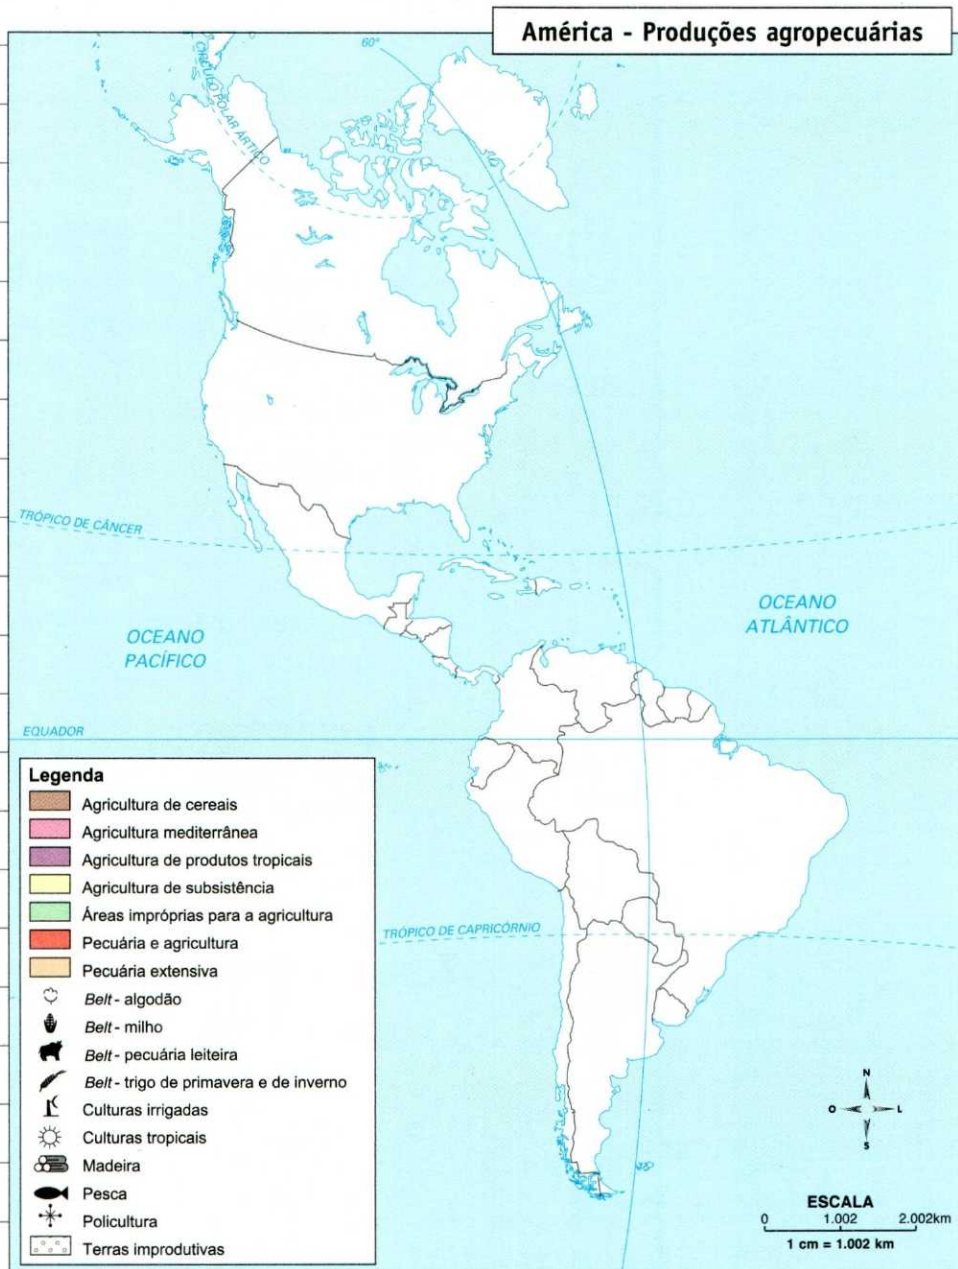 América - Produções agropecuárias
60°
CÍRCULO POLAR ÁRTICO
TRÓPICO DE CÂNCER
OCEANO
ATLÂNTICO
OCEANO
PACÍFICO
EQUADOR
Legenda
Agricultura de cereais
Agricultura mediterrânea
Agricultura de produtos tropicais
Agricultura de subsistência
Áreas impróprias para a agricultura
Pecuária e agricultura
Pecuária extensiva
Belt - algodão
Belt - milho
Belt - pecuária leiteira
Belt - trigo de primavera e de inverno
Culturas irrigadas
Culturas tropicais
Madeira
Pesca
Policultura
Terras improdutivas
TRÓPICO DE CAPRICÓRNIO
N
O L
S
ESCALA
0 1.002 2.002km
1 cm = 1.002 km